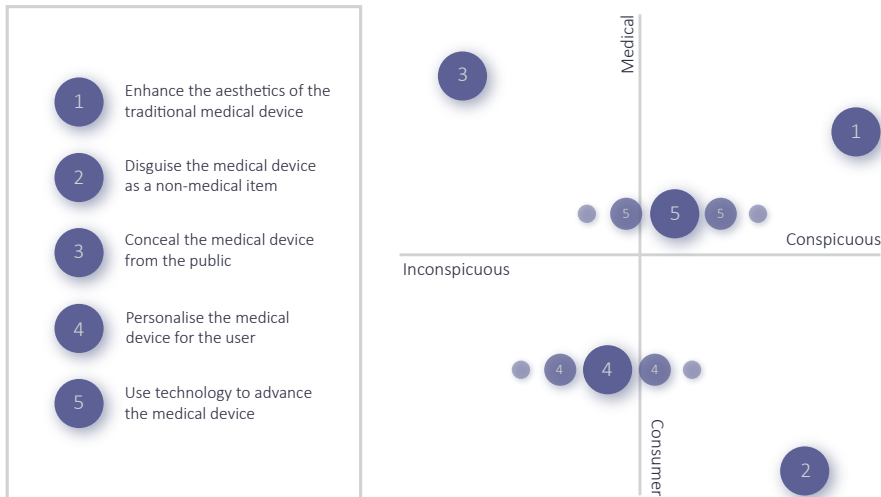 1
Enhance the aesthetics of the
traditional medical device
2
Disguise the medical device
as a non-medical item
3
Conceal the medical device
from the public
4
Personalise the medical
device for the user
5
Use technology to advance
the medical device
Medical
3
1
5
5
5
Conspicuous
Inconspicuous
4
4
4
Consumer
2